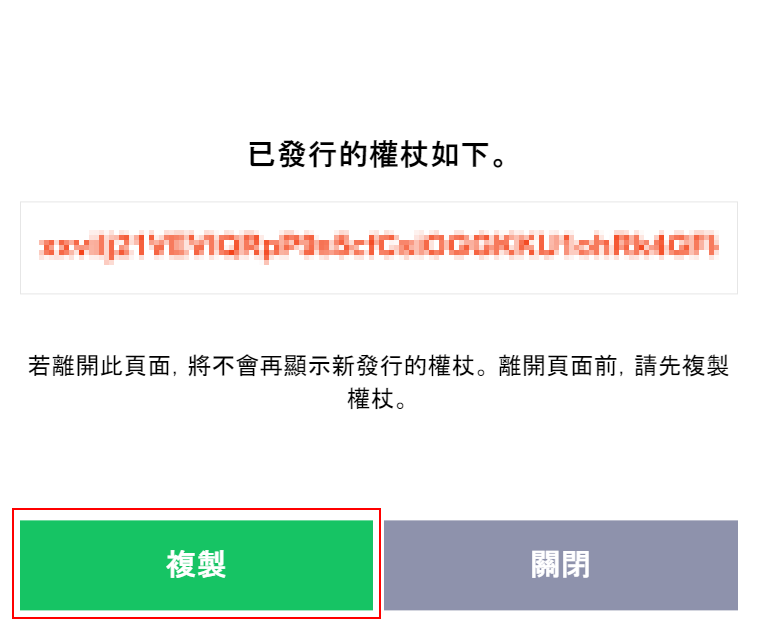 已發行的權杖如下。
若離開此頁面, 將不會再顯示新發行的權杖。離開頁面前, 請先複製
權杖。
複製
關閉